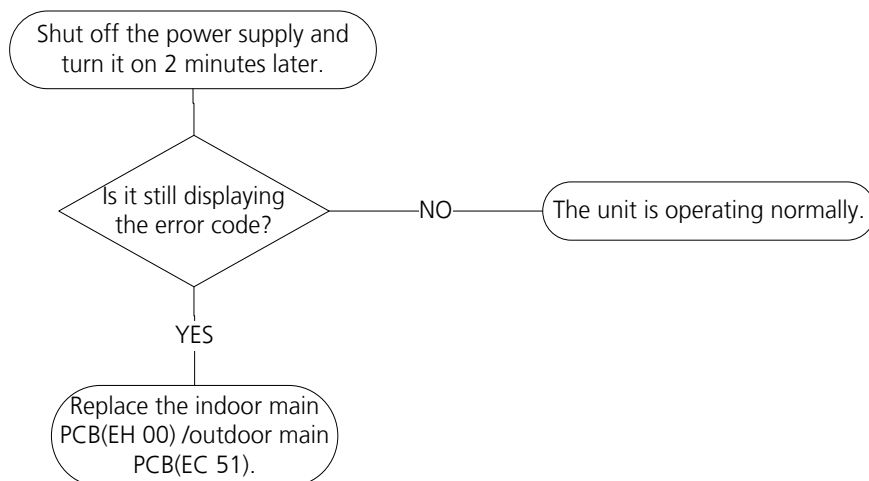 Shut off the power supply and
turn it on 2 minutes later.
Is it still displaying
the error code?
NO
The unit is operating normally.
YES
Replace the indoor main
PCB(EH 00) /outdoor main
PCB(EC 51).